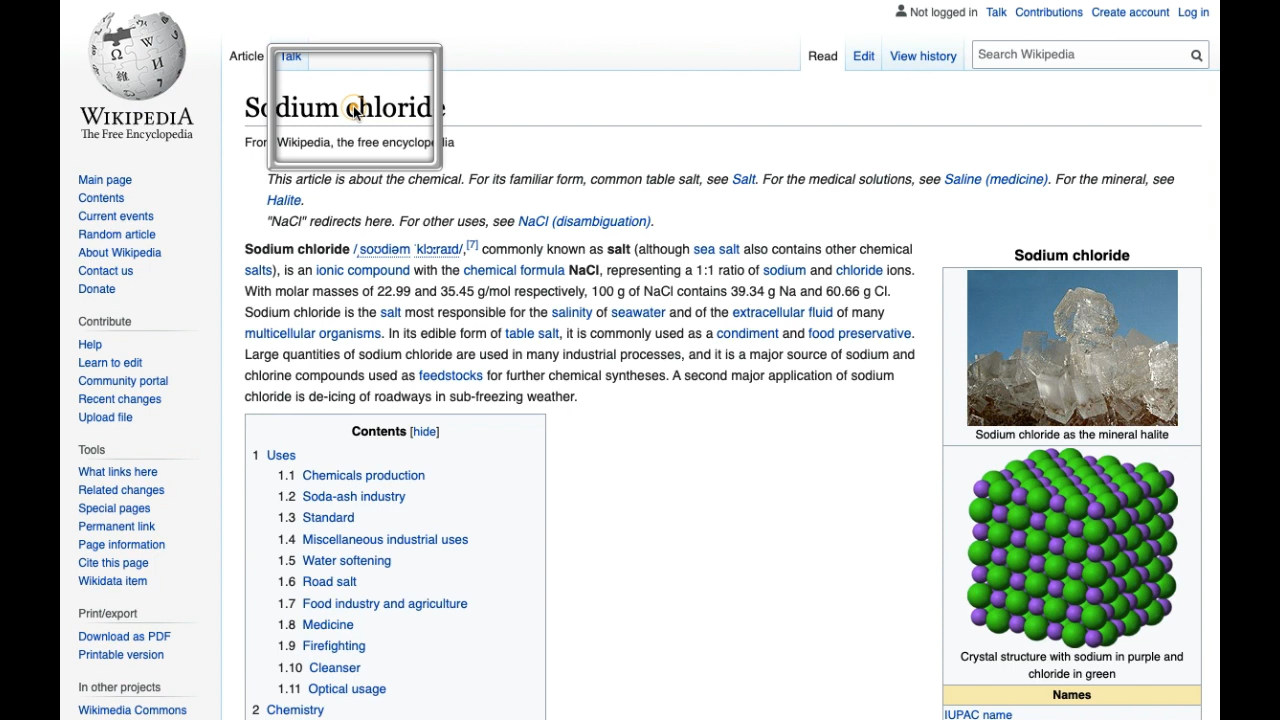 Not logged in Talk Contributions Create account Log in
Article Talk Read Edit View history Search Wikipedia
WIKIPEDIA
The Free Encyclopedia
Main page
Contents
Current events
Random article
About Wikipedia
Contact us
Donate
Contribute
Help
Learn to edit
Community portal
Recent changes
Upload file
Tools
What links here
Related changes
Special pages
Permanent link
Page information
Cite this page
Wikidata item
Print/export
Download as PDF
Printable version
In other projects
Wikimedia Commons
Sodium chloride
From Wikipedia, the free encyclopedia
This article is about the chemical. For its familiar form, common table salt, see Salt. For the medical solutions, see Saline (medicine). For the mineral, see
Halite.
"NaCl" redirects here. For other uses, see NaCl (disambiguation).
Sodium chloride /ˌsoʊdiəm ˈklɔːraɪd/,[7] commonly known as salt (although sea salt also contains other chemical
salts), is an ionic compound with the chemical formula NaCl, representing a 1:1 ratio of sodium and chloride ions.
With molar masses of 22.99 and 35.45 g/mol respectively, 100 g of NaCl contains 39.34 g Na and 60.66 g Cl.
Sodium chloride is the salt most responsible for the salinity of seawater and of the extracellular fluid of many
multicellular organisms. In its edible form of table salt, it is commonly used as a condiment and food preservative.
Large quantities of sodium chloride are used in many industrial processes, and it is a major source of sodium and
chlorine compounds used as feedstocks for further chemical syntheses. A second major application of sodium
chloride is de-icing of roadways in sub-freezing weather.
Contents [hide]
1 Uses
1.1 Chemicals production
1.2 Soda-ash industry
1.3 Standard
1.4 Miscellaneous industrial uses
1.5 Water softening
1.6 Road salt
1.7 Food industry and agriculture
1.8 Medicine
1.9 Firefighting
1.10 Cleanser
1.11 Optical usage
2 Chemistry
Sodium chloride
Sodium chloride as the mineral halite
Crystal structure with sodium in purple and
chloride in green
Names
IUPAC name